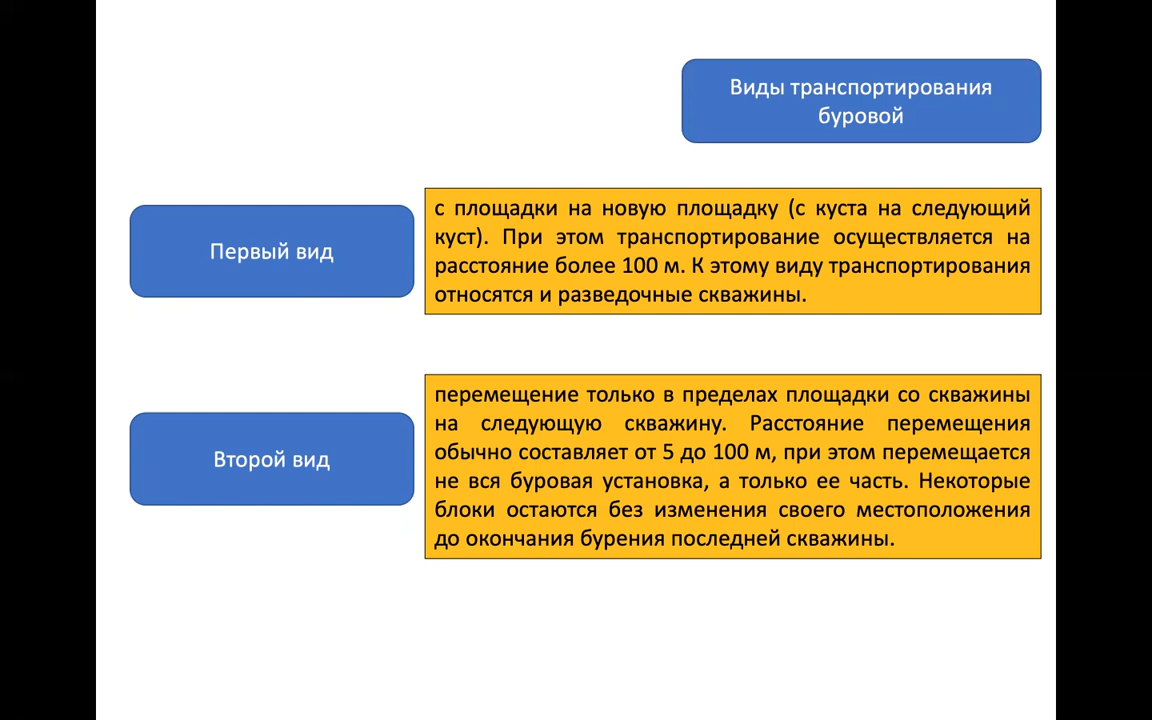 Виды транспортирования
буровой
Первый вид
с площадки на новую площадку (с куста на следующий
куст). При этом транспортирование осуществляется на
расстояние более 100 м. К этому виду транспортирования
относятся и разведочные скважины.
Второй вид
перемещение только в пределах площадки со скважины
на следующую скважину. Расстояние перемещения
обычно составляет от 5 до 100 м, при этом перемещается
не вся буровая установка, а только ее часть. Некоторые
блоки остаются без изменения своего местоположения
до окончания бурения последней скважины.